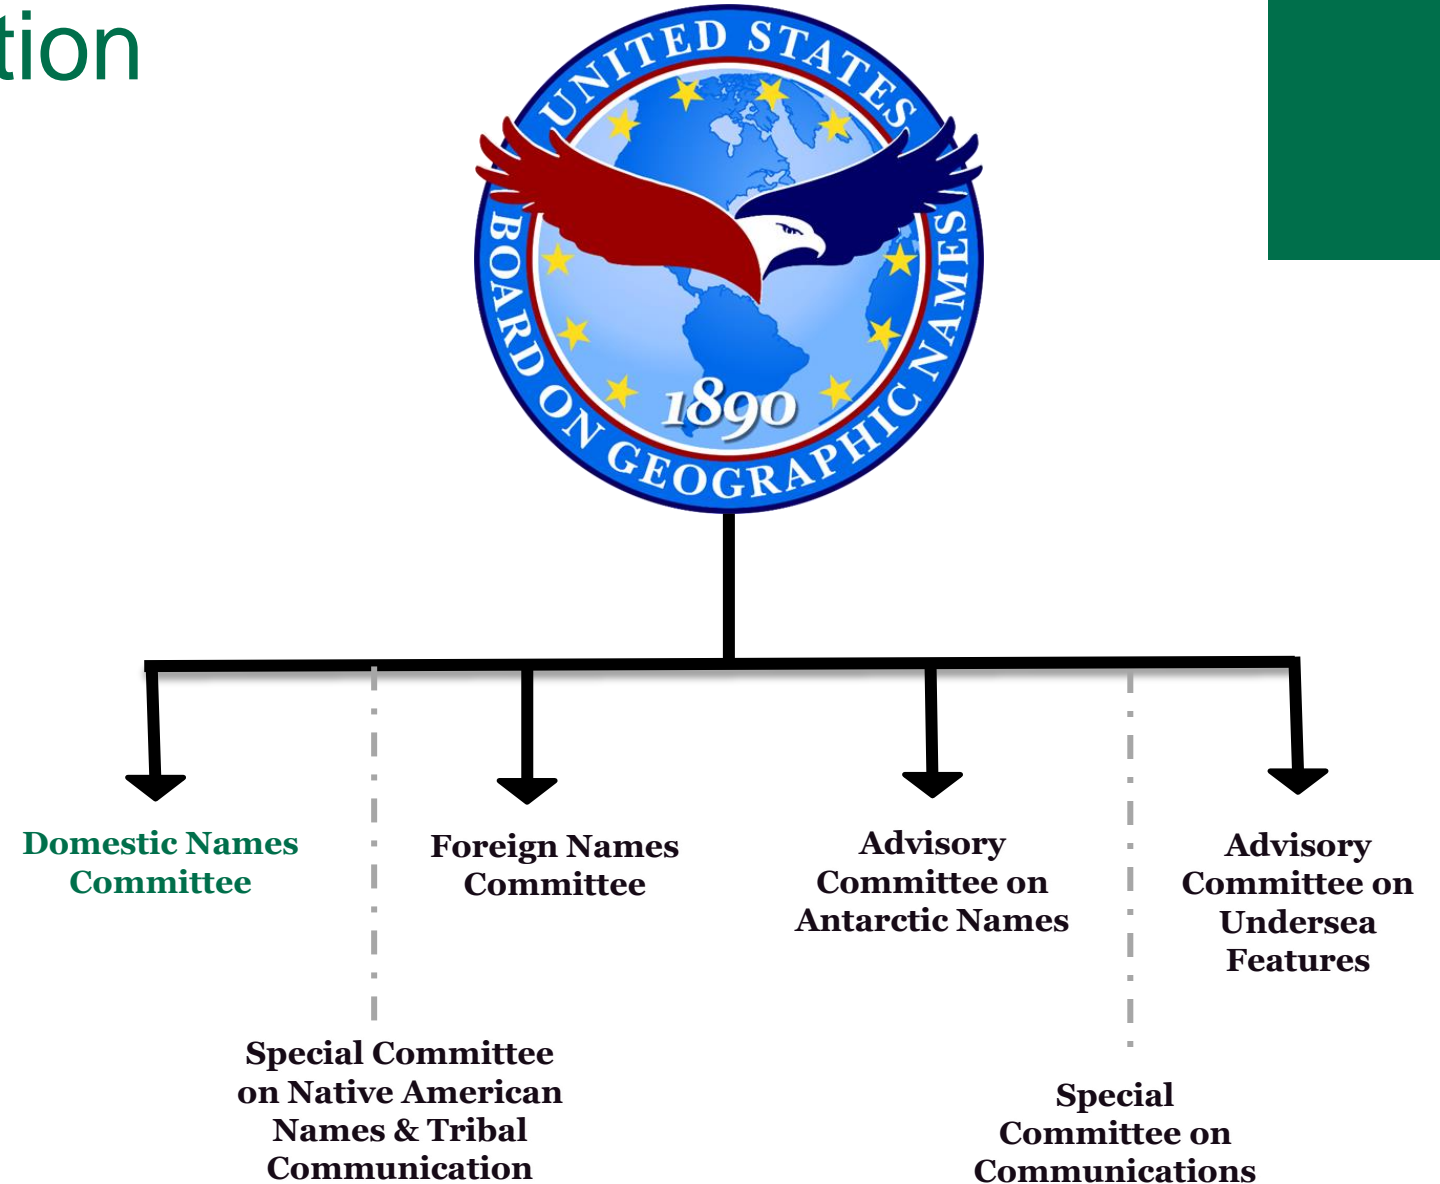 tion
UNITED STATES
BOARD ON GEOGRAPHIC NAMES
1890
Domestic Names
Committee
Foreign Names
Committee
Advisory
Committee on
Antarctic Names
Advisory
Committee on
Undersea
Features
Special Committee
on Native American
Names & Tribal
Communication
Special
Committee on
Communications